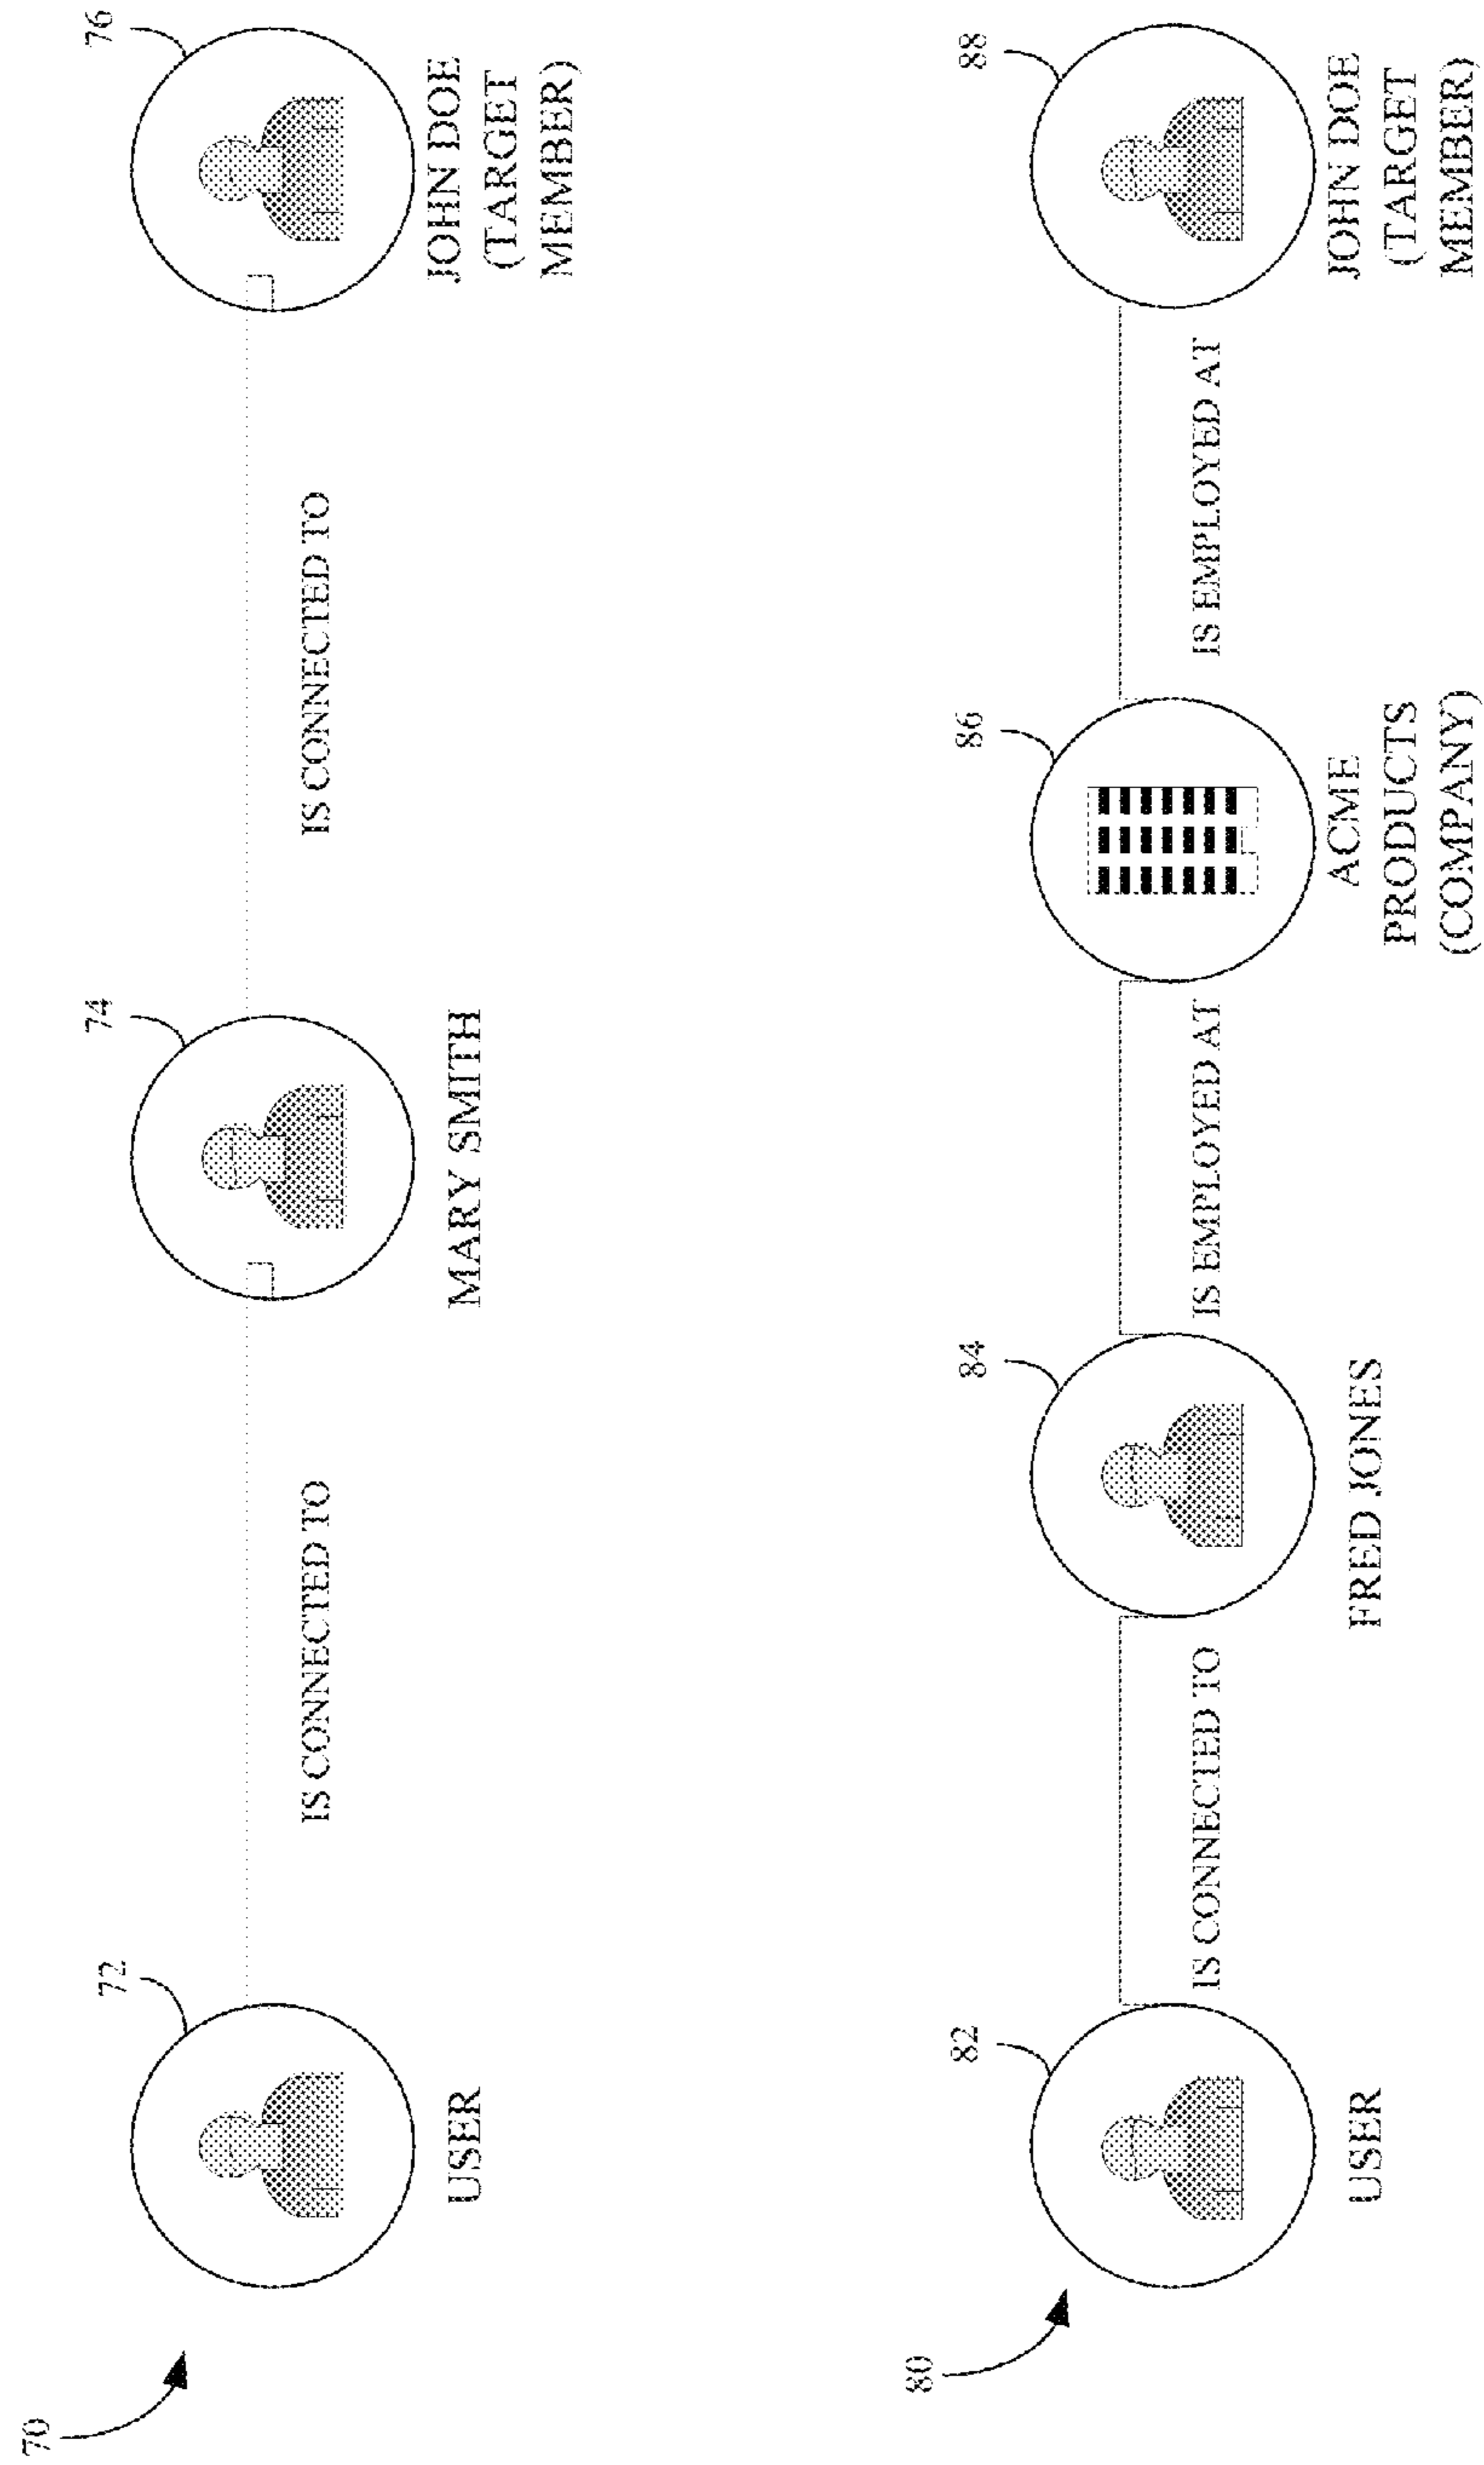 70
72
74
76
IS CONNECTED TO
IS CONNECTED TO
USER
MARY SMITH
JOHN DOE
(TARGET
MEMBER)
80
82
84
86
88
IS CONNECTED TO
IS EMPLOYED AT
IS EMPLOYED AT
USER
FRED JONES
ACME
PRODUCTS
(COMPANY)
JOHN DOE
(TARGET
MEMBER)